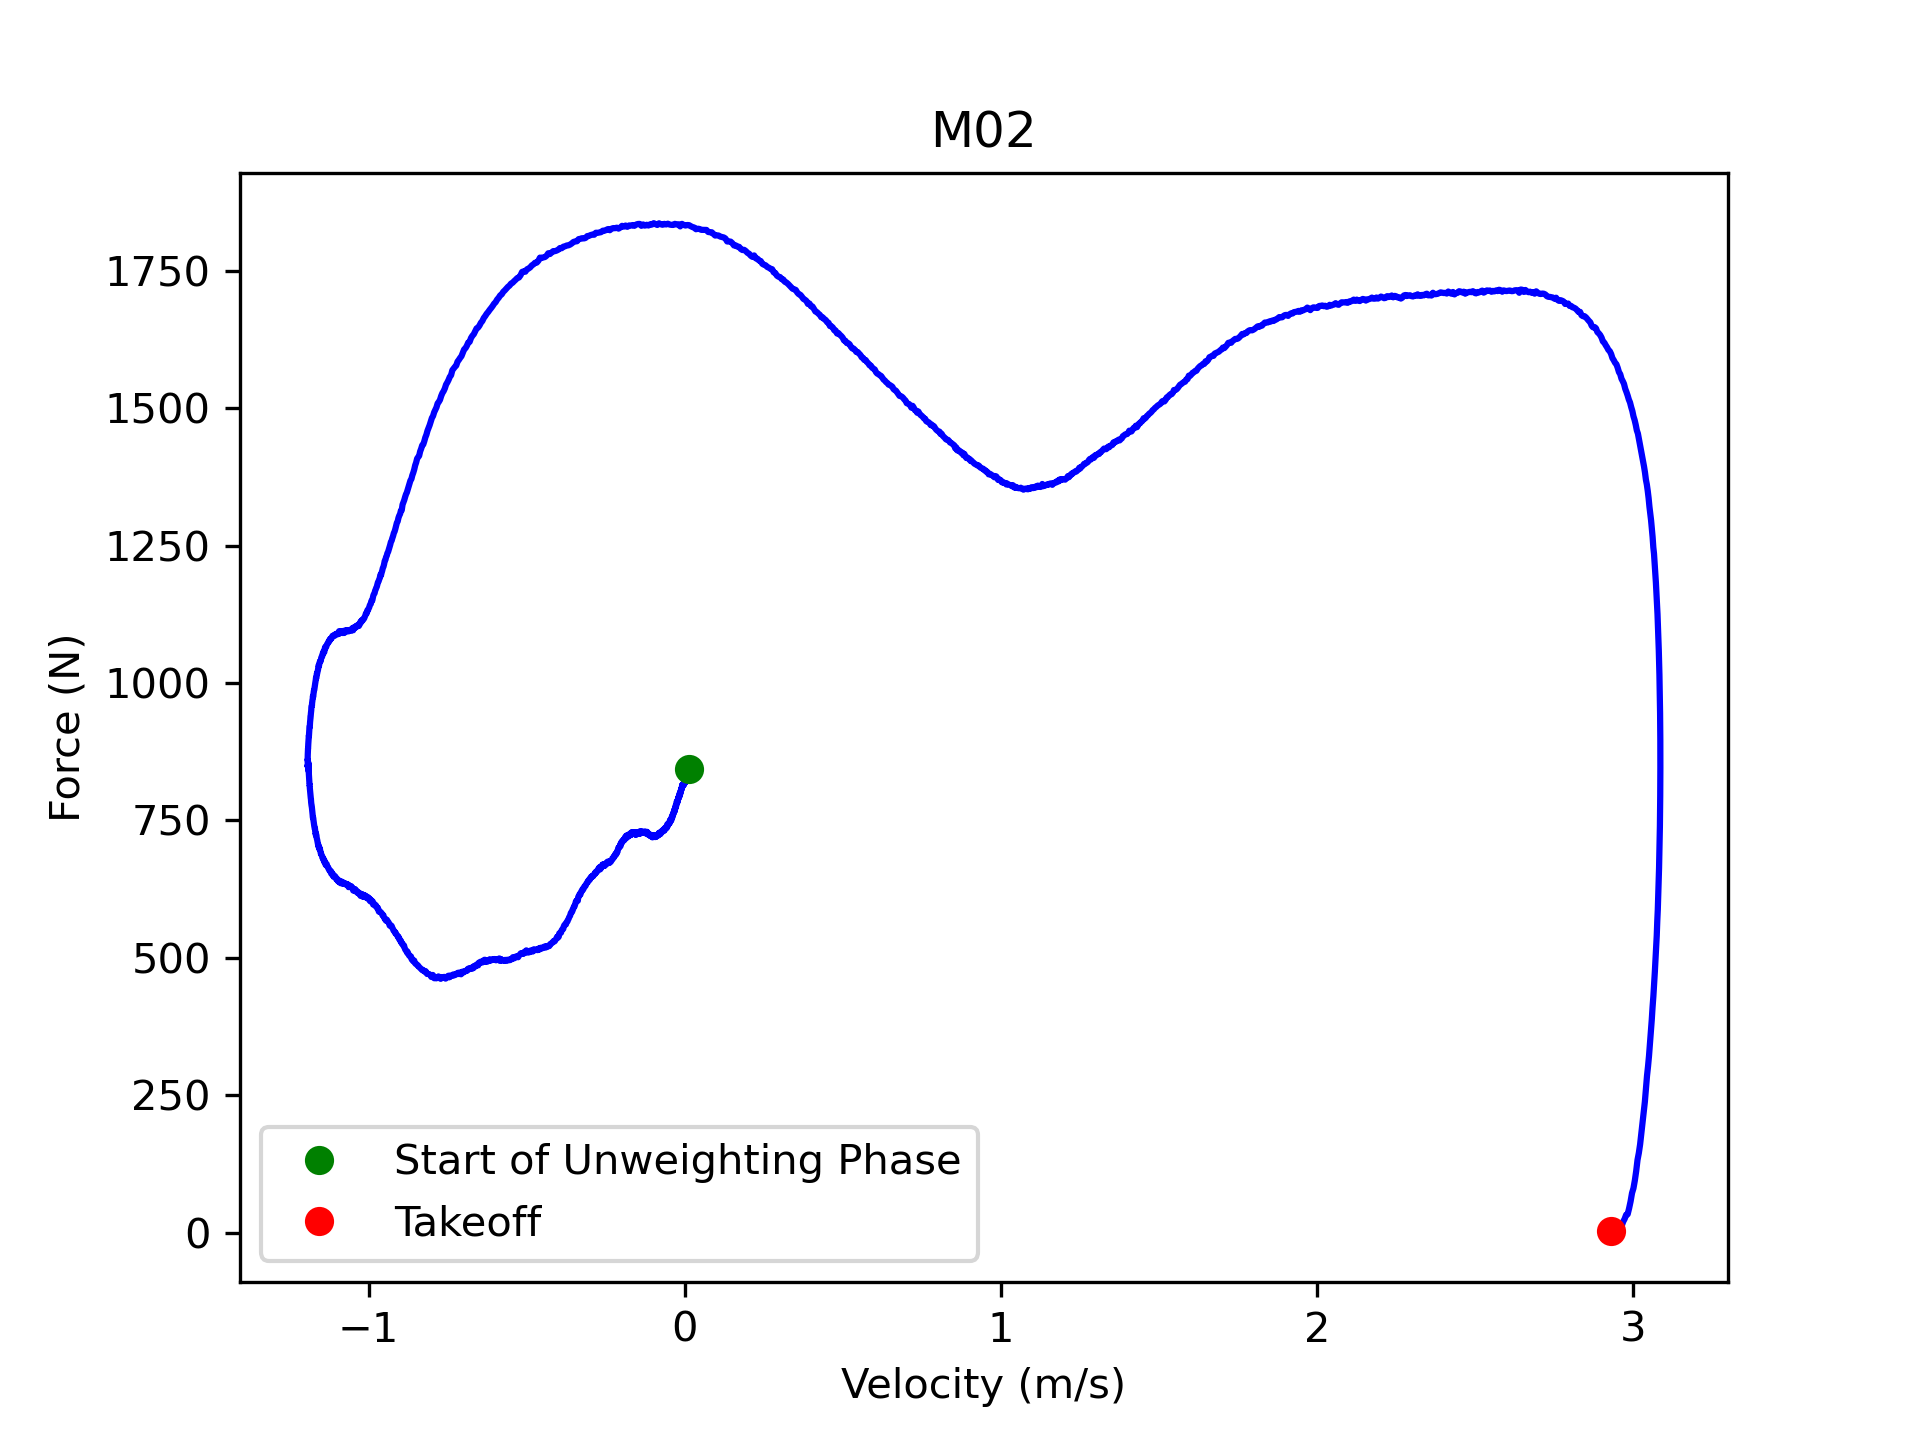 M02
1750
1500
1250
1000
750
500
250
0
Force (N)
Start of Unweighting Phase
Takeoff
−1 0 1 2 3
Velocity (m/s)